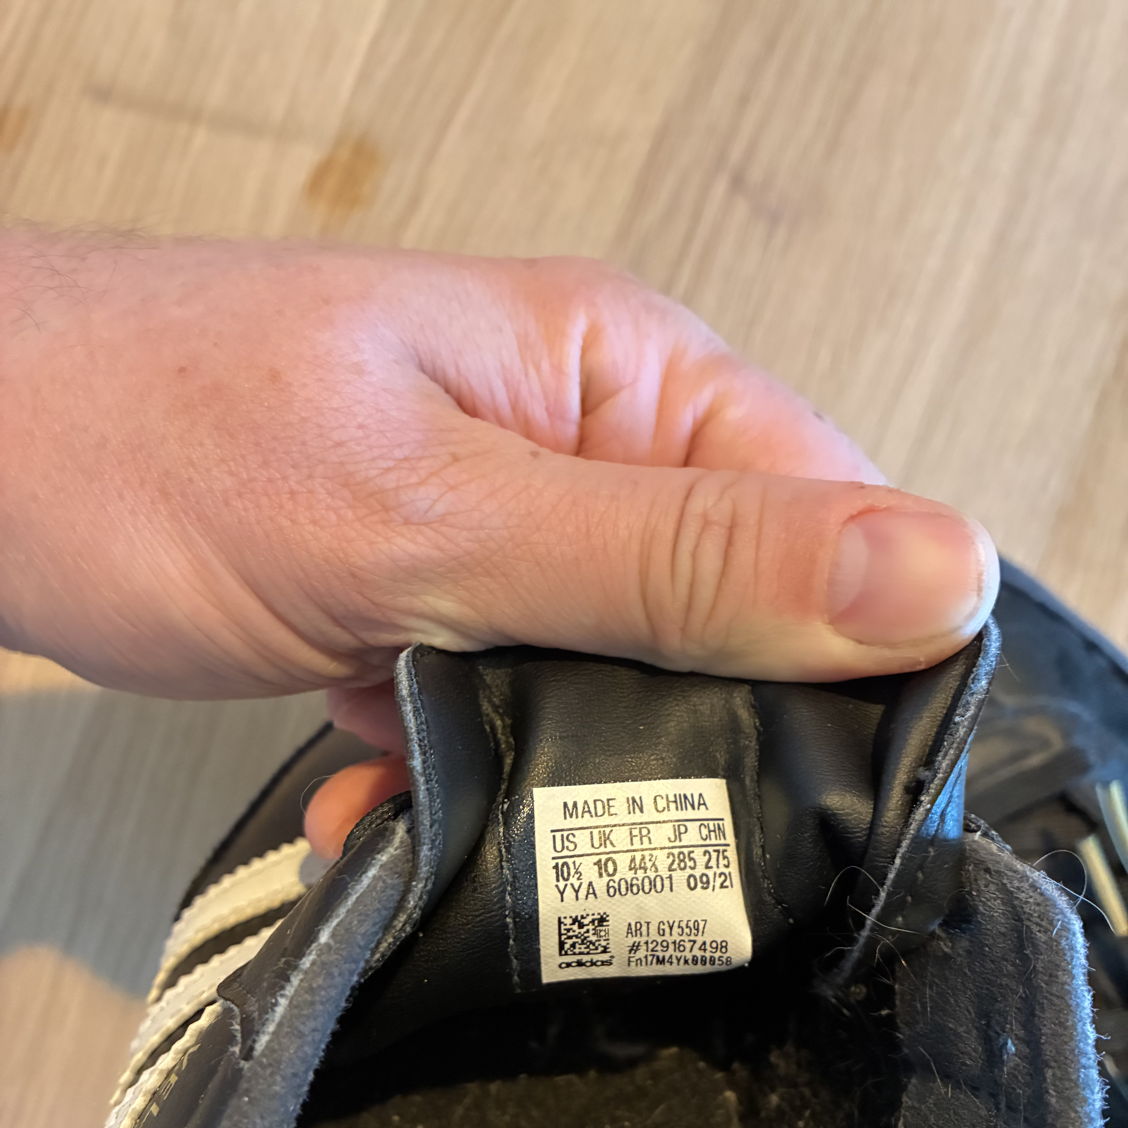 MADE IN CHINA
US UK FR JP CHN
10½ 10 44⅔ 285 275
YYA 606001 09/21
ART GY5597
#129167498
adidas Fn17M4Yk00058